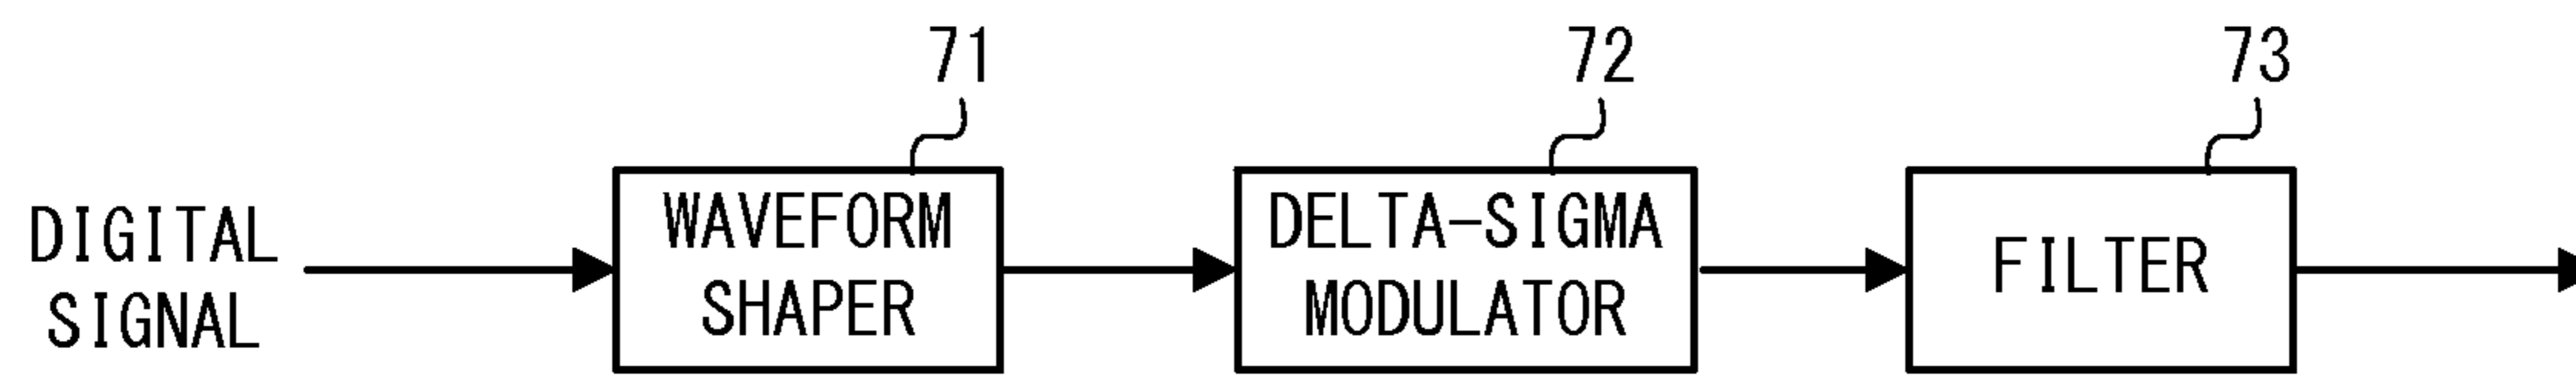 71
72
73
DIGITAL
SIGNAL
WAVEFORM
SHAPER
DELTA-SIGMA
MODULATOR
FILTER